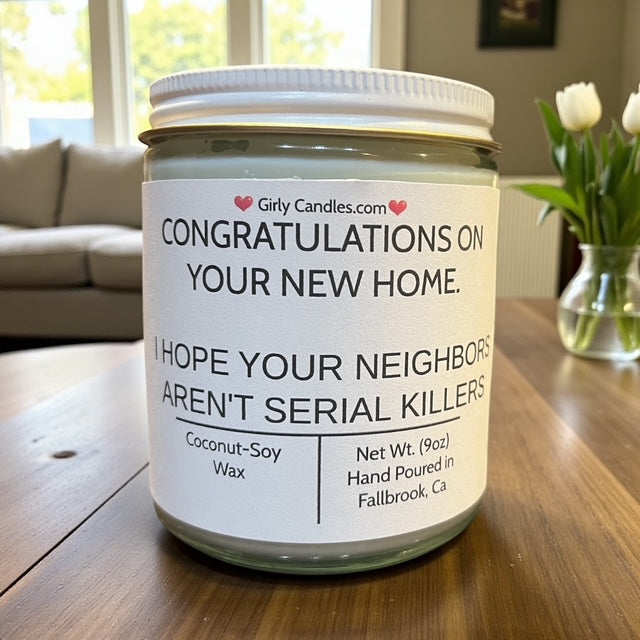 Girly Candles.com
CONGRATULATIONS ON
YOUR NEW HOME.
I HOPE YOUR NEIGHBORS
AREN'T SERIAL KILLERS
Coconut-Soy
Wax
Net Wt. (9oz)
Hand Poured in
Fallbrook, Ca